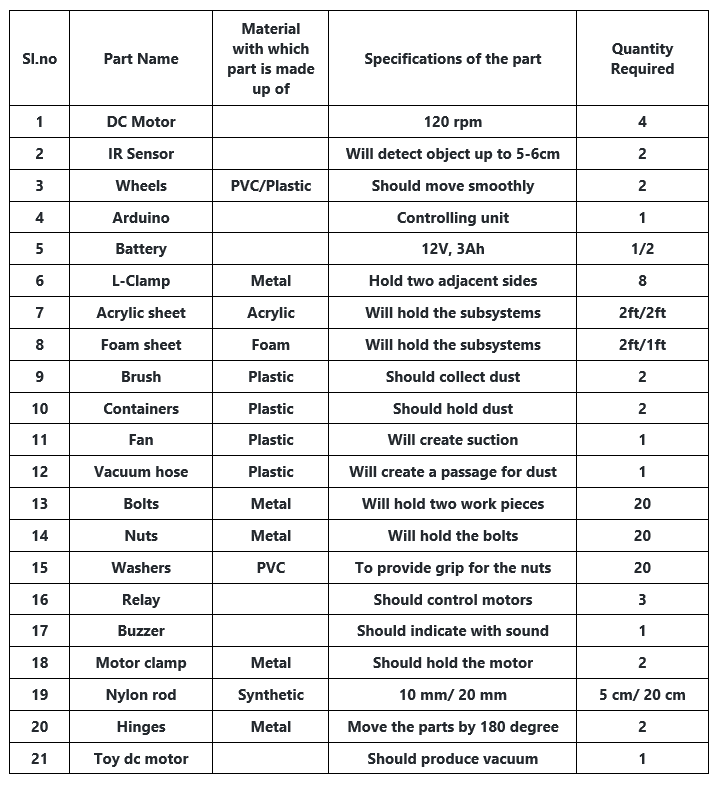 Sl.no Part Name Material with which part is made up of Specifications of the part Quantity Required
1 DC Motor 120 rpm 4
2 IR Sensor Will detect object up to 5-6cm 2
3 Wheels PVC/Plastic Should move smoothly 2
4 Arduino Controlling unit 1
5 Battery 12V, 3Ah 1/2
6 L-Clamp Metal Hold two adjacent sides 8
7 Acrylic sheet Acrylic Will hold the subsystems 2ft/2ft
8 Foam sheet Foam Will hold the subsystems 2ft/1ft
9 Brush Plastic Should collect dust 2
10 Containers Plastic Should hold dust 2
11 Fan Plastic Will create suction 1
12 Vacuum hose Plastic Will create a passage for dust 1
13 Bolts Metal Will hold two work pieces 20
14 Nuts Metal Will hold the bolts 20
15 Washers PVC To provide grip for the nuts 20
16 Relay Should control motors 3
17 Buzzer Should indicate with sound 1
18 Motor clamp Metal Should hold the motor 2
19 Nylon rod Synthetic 10 mm/ 20 mm 5 cm/ 20 cm
20 Hinges Metal Move the parts by 180 degree 2
21 Toy dc motor Should produce vacuum 1